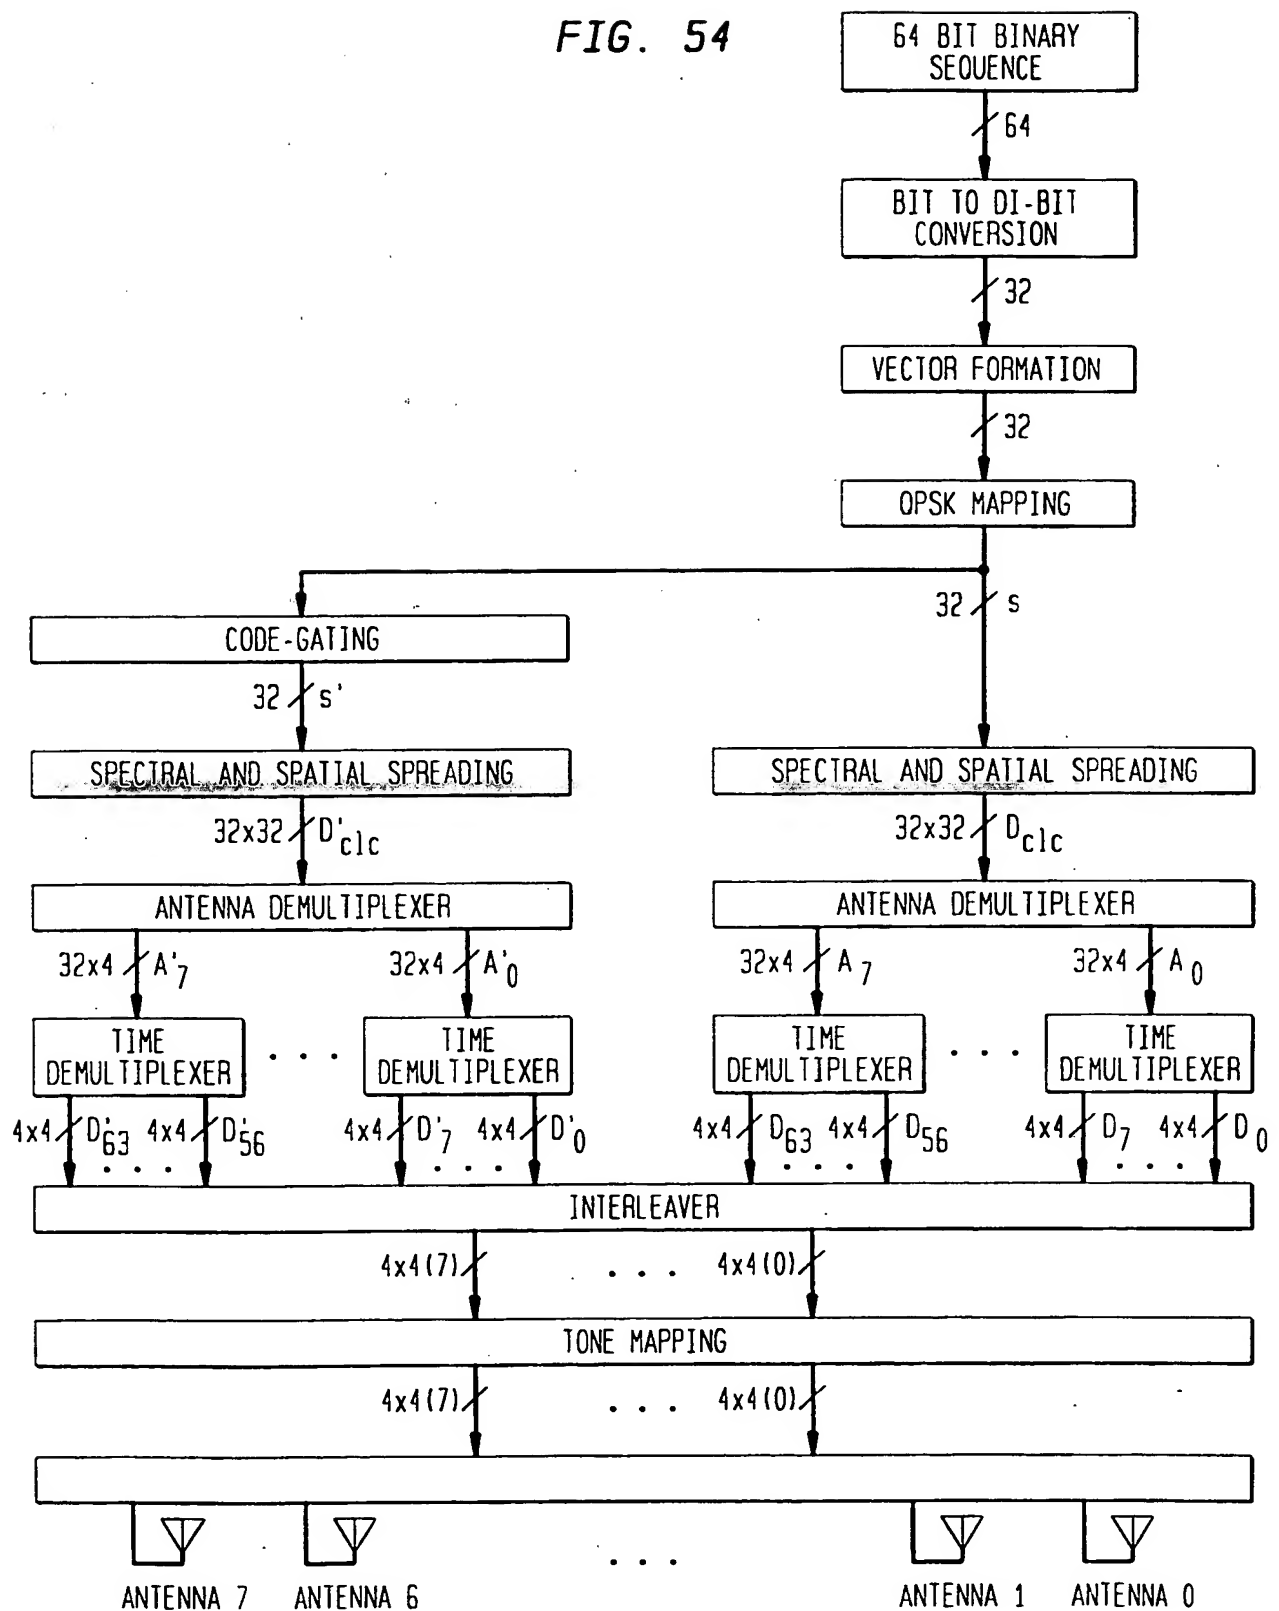 FIG. 54
64 BIT BINARY
SEQUENCE
64
BIT TO DI-BIT
CONVERSION
32
VECTOR FORMATION
32
QPSK MAPPING
32 s
CODE-GATING
32 s'
SPECTRAL AND SPATIAL SPREADING SPECTRAL AND SPATIAL SPREADING
32x32 D'clc 32x32 Dclc
ANTENNA DEMULTIPLEXER ANTENNA DEMULTIPLEXER
32x4 A'7 32x4 A'0 32x4 A7 32x4 A0
TIME TIME TIME TIME
DEMULTIPLEXER . . . DEMULTIPLEXER DEMULTIPLEXER . . . DEMULTIPLEXER
4x4 D'63 4x4 D'56 4x4 D'7 4x4 D'0 4x4 D63 4x4 D56 4x4 D7 4x4 D0
. . . . . . . . . . . . . . . .
INTERLEAVER
4x4(7) . . . 4x4(0)
TONE MAPPING
4x4(7) . . . 4x4(0)
. . .
ANTENNA 7 ANTENNA 6 ANTENNA 1 ANTENNA 0